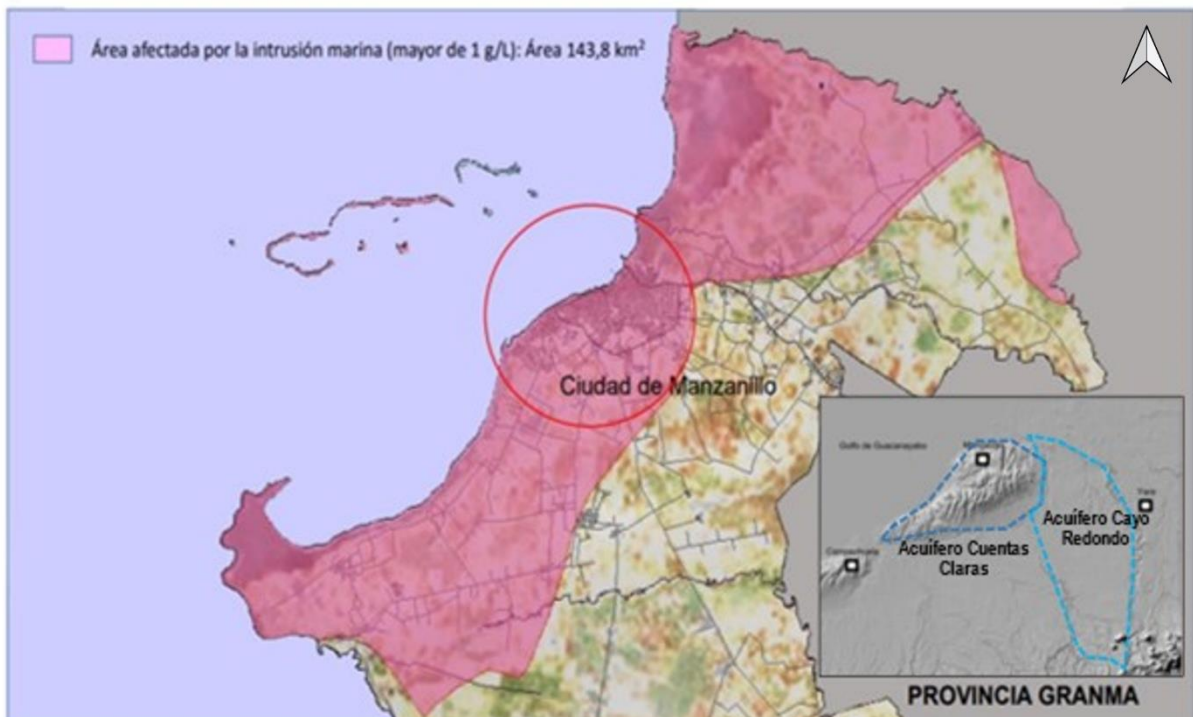 Área afectada por la intrusión marina (mayor de 1 g/L): Área 143,8 km²
Ciudad de Manzanillo
Golfo de Guacanayabo
Yara
Acuífero Cayo
Redondo
Acuífero Cuentas
Claras
PROVINCIA GRANMA